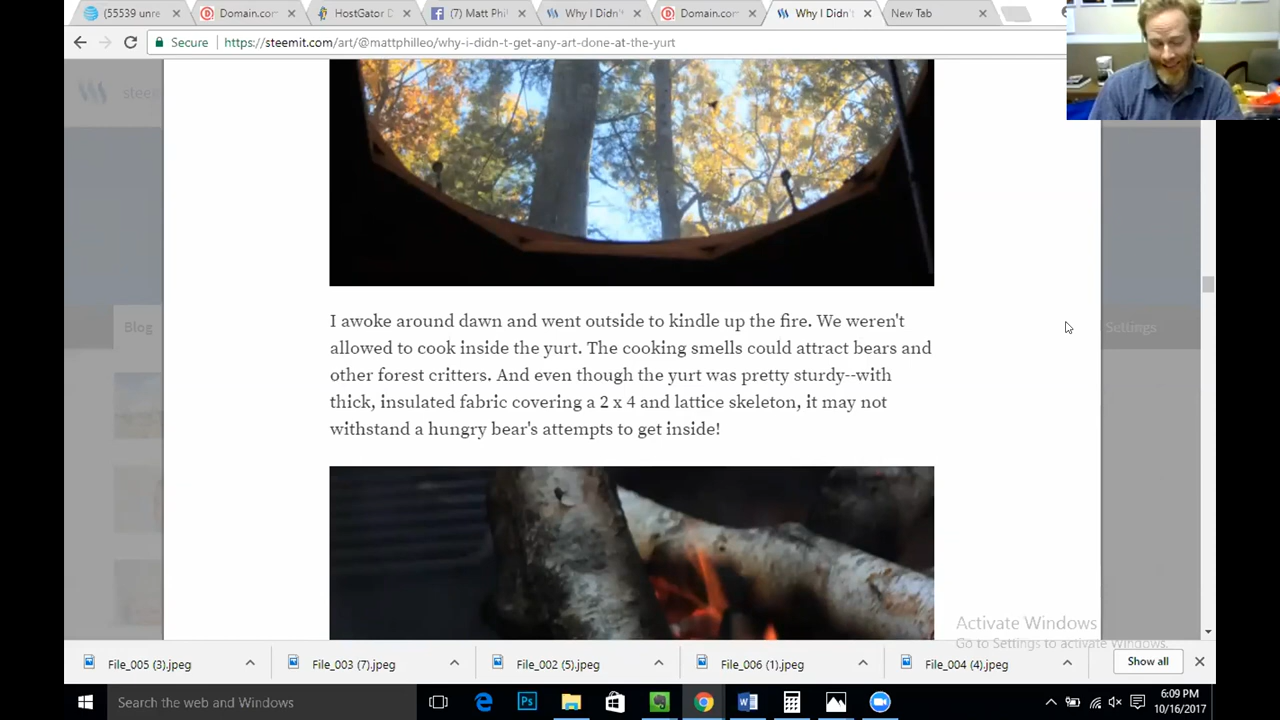 (55539 unre
Domain.com
HostGator
(7) Matt Phil
Why I Didn'
Domain.com
Why I Didn
New Tab
Secure
https://steemit.com/art/@mattphilleo/why-i-didn-t-get-any-art-done-at-the-yurt
Blog
Settings
I awoke around dawn and went outside to kindle up the fire. We weren't
allowed to cook inside the yurt. The cooking smells could attract bears and
other forest critters. And even though the yurt was pretty sturdy--with
thick, insulated fabric covering a 2 x 4 and lattice skeleton, it may not
withstand a hungry bear's attempts to get inside!
Activate Windows
Go to Settings to activate Windows.
File_005 (3).jpeg
File_003 (7).jpeg
File_002 (5).jpeg
File_006 (1).jpeg
File_004 (4).jpeg
Show all
Search the web and Windows
6:09 PM
10/16/2017